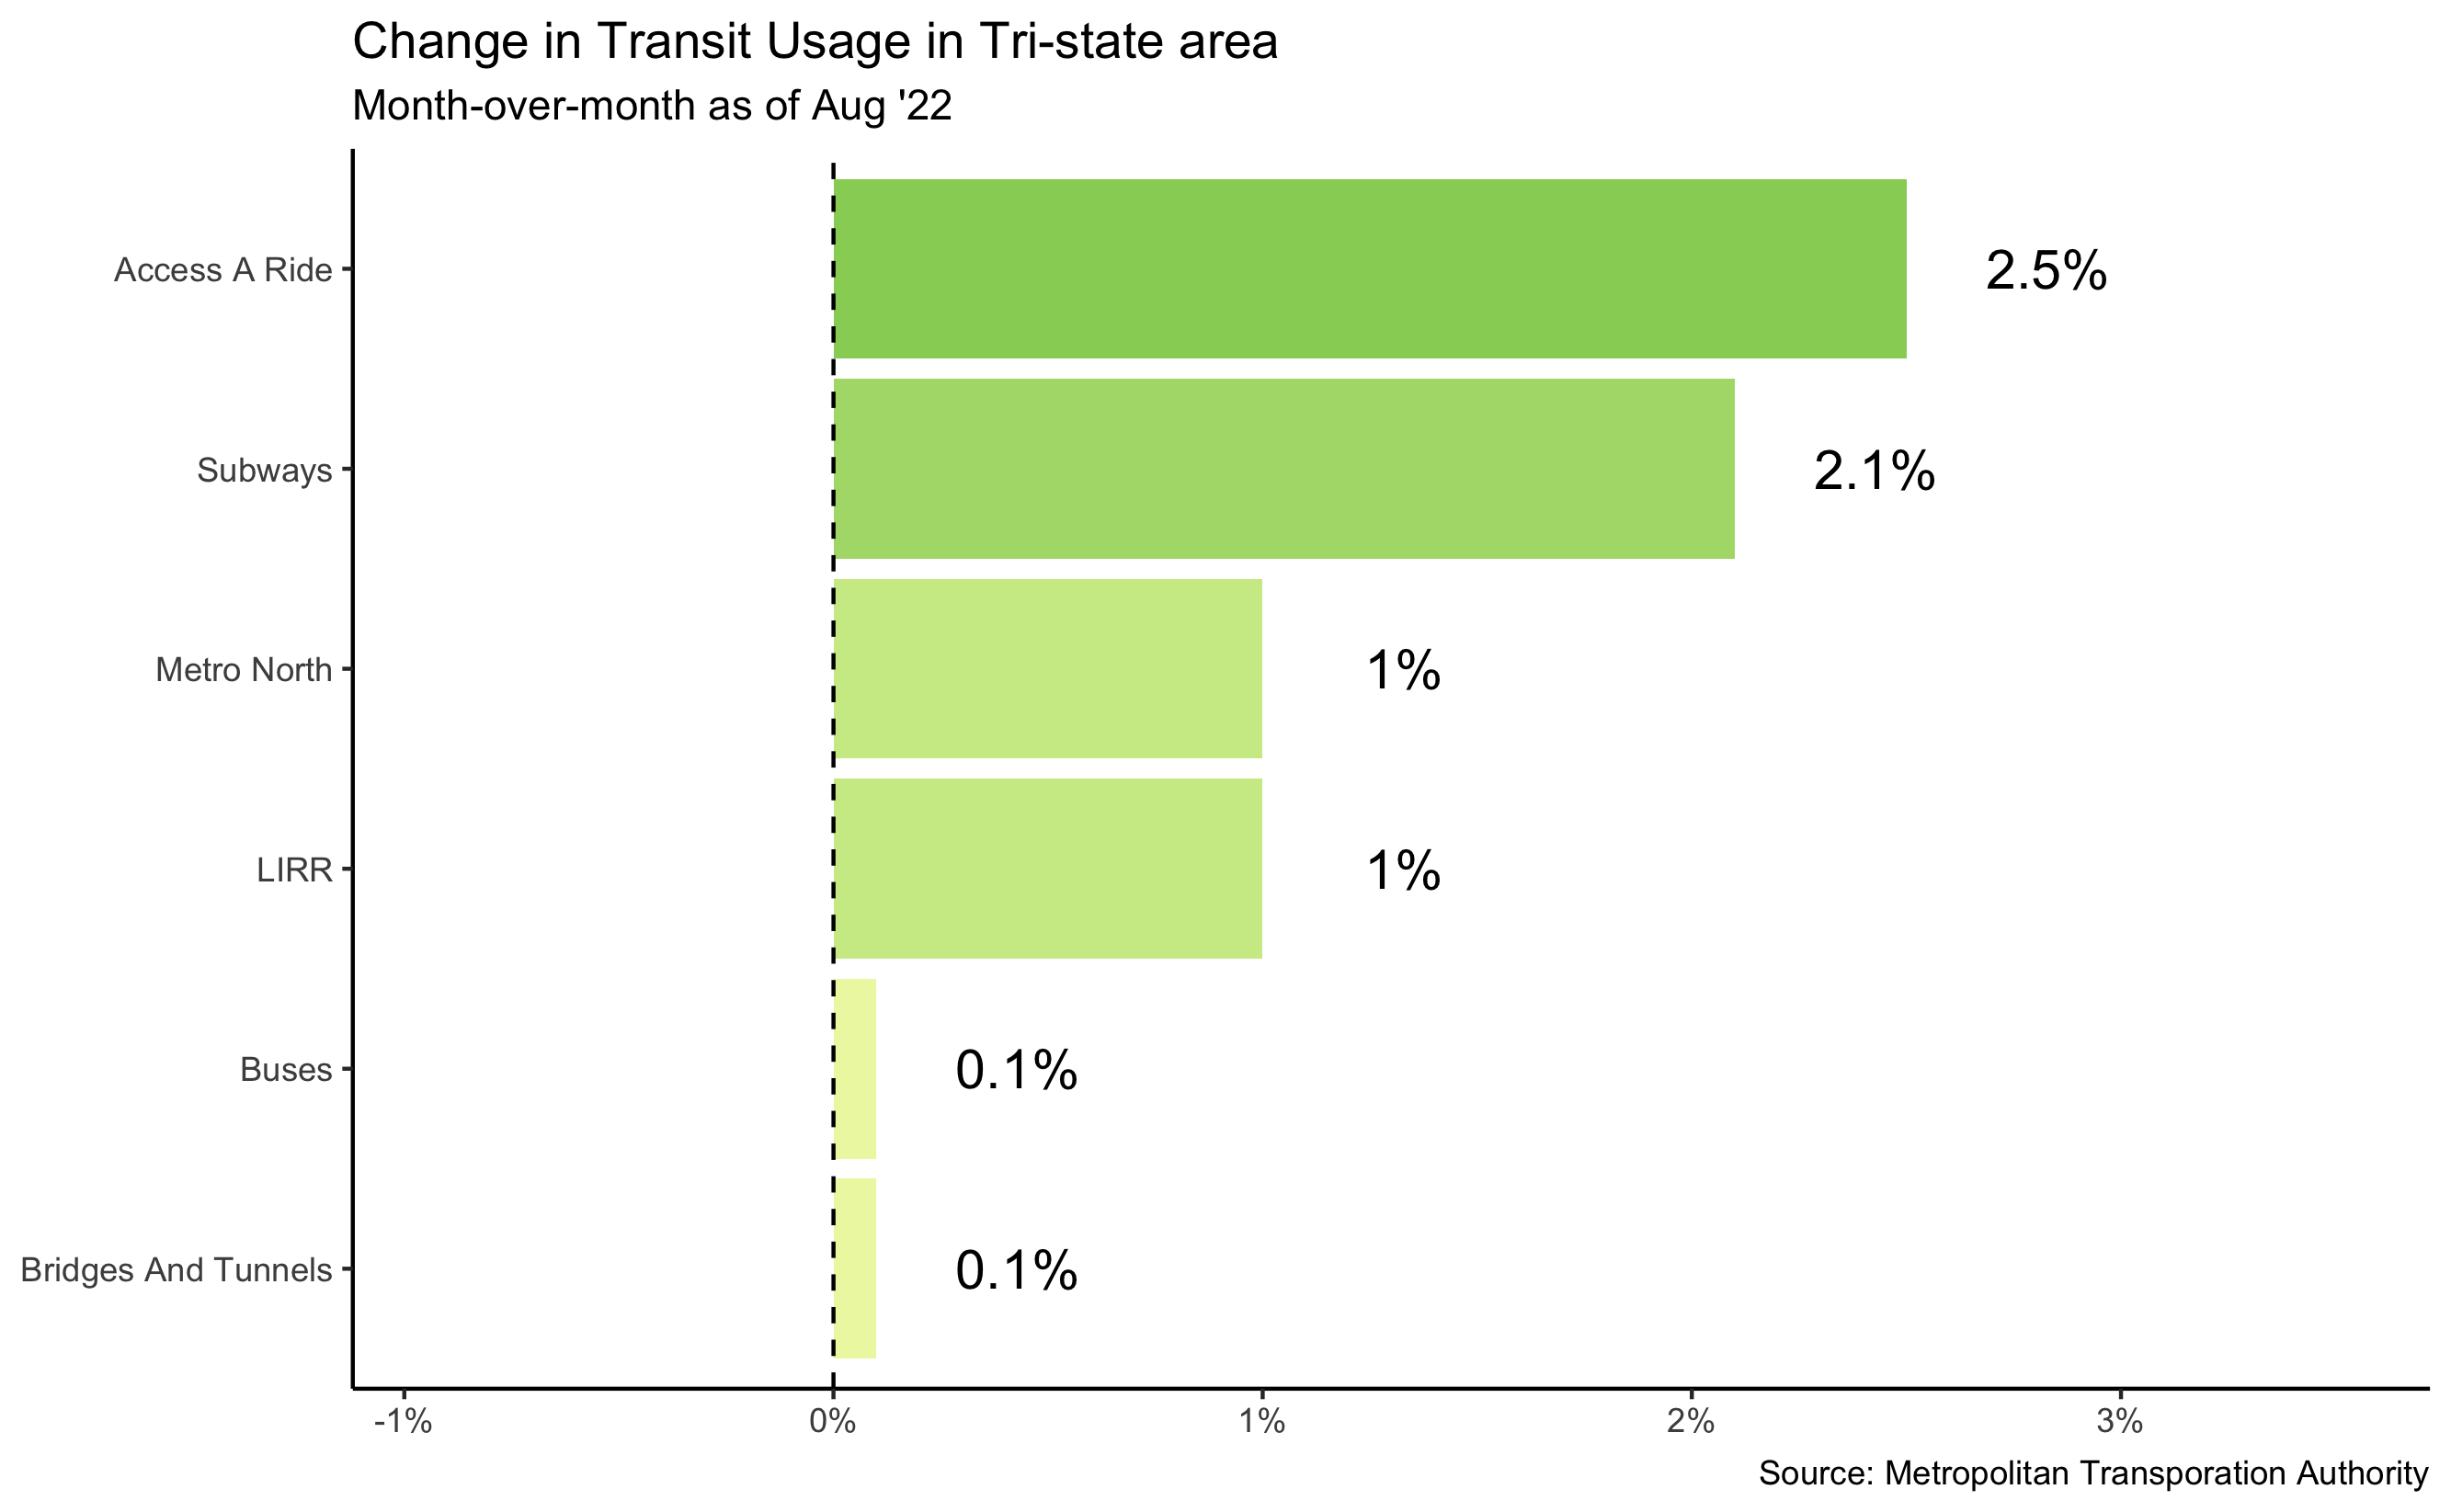 Change in Transit Usage in Tri-state area
Month-over-month as of Aug '22
Access A Ride
2.5%
Subways
2.1%
Metro North
1%
LIRR
1%
Buses
0.1%
Bridges And Tunnels
0.1%
-1%
0%
1%
2%
3%
Source: Metropolitan Transporation Authority